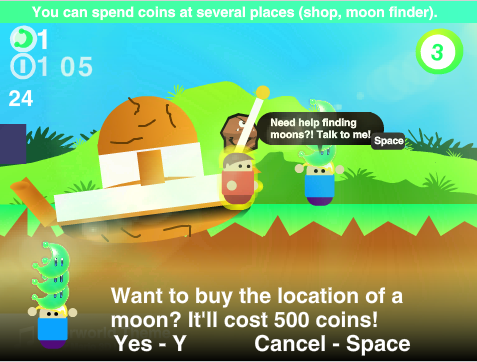 You can spend coins at several places (shop, moon finder).
1
1 05
24
3
Need help finding
moons?! Talk to me!
Space
Want to buy the location of a
moon? It'll cost 500 coins!
Yes - Y Cancel - Space